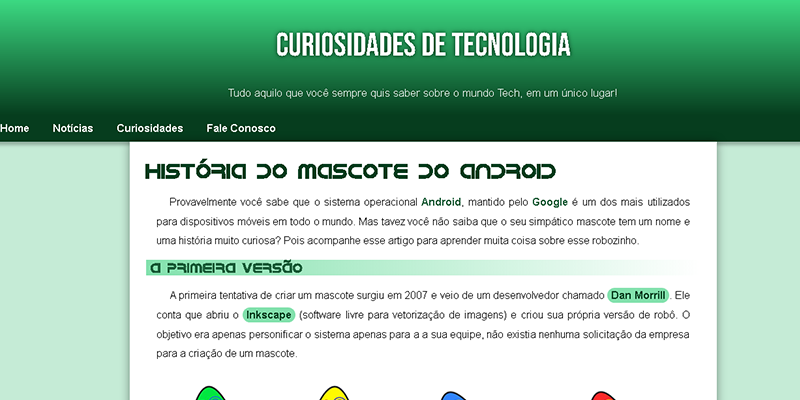 CURIOSIDADES DE TECNOLOGIA
Tudo aquilo que você sempre quis saber sobre o mundo Tech, em um único lugar!
Home Notícias Curiosidades Fale Conosco
História do Mascote do Android
Provavelmente você sabe que o sistema operacional Android, mantido pelo Google é um dos mais utilizados
para dispositivos móveis em todo o mundo. Mas tavez você não saiba que o seu simpático mascote tem um nome e
uma história muito curiosa? Pois acompanhe esse artigo para aprender muita coisa sobre esse robozinho.
A primeira versão
A primeira tentativa de criar um mascote surgiu em 2007 e veio de um desenvolvedor chamado Dan Morrill. Ele
conta que abriu o Inkscape (software livre para vetorização de imagens) e criou sua própria versão de robô. O
objetivo era apenas personificar o sistema apenas para a a sua equipe, não existia nenhuma solicitação da empresa
para a criação de um mascote.